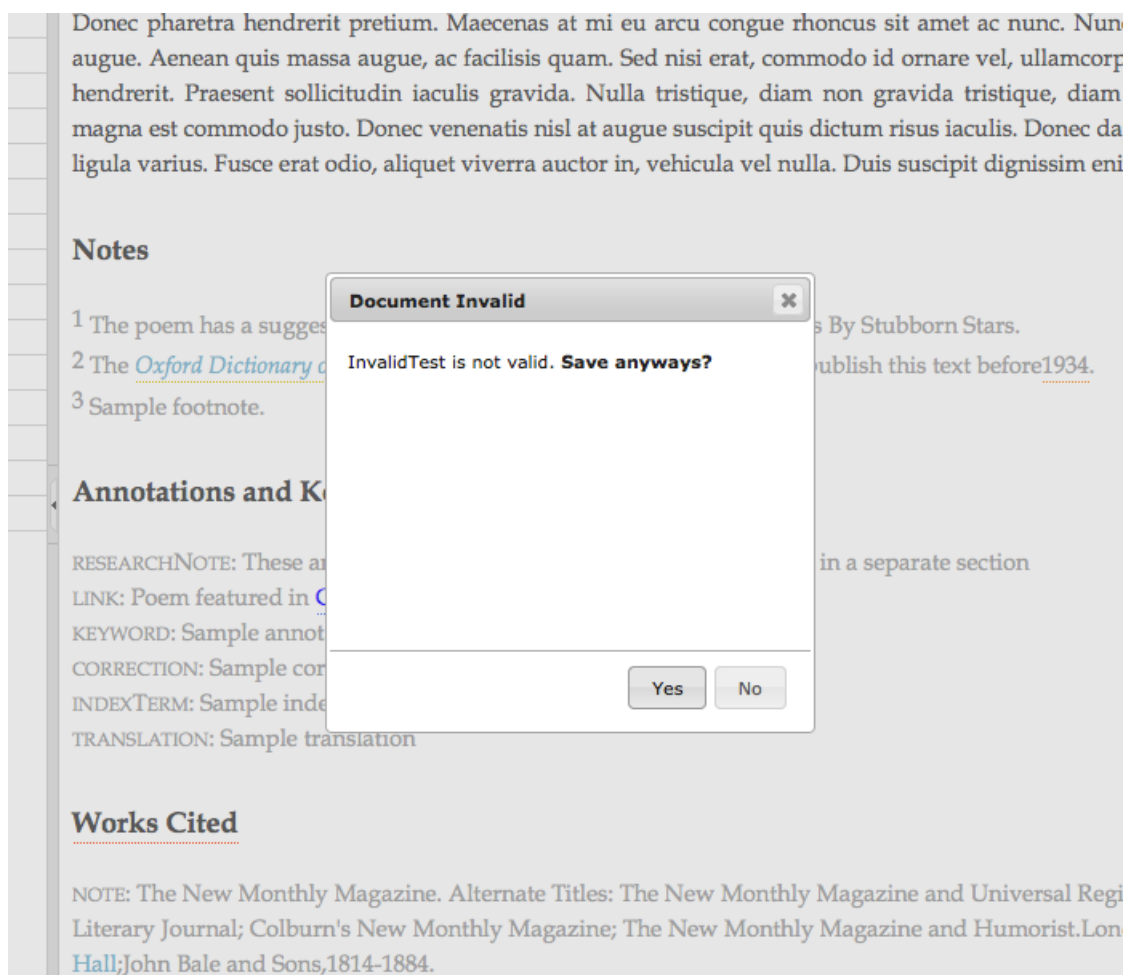 Donec pharetra hendrerit pretium. Maecenas at mi eu arcu congue rhoncus sit amet ac nunc. Nun
augue. Aenean quis massa augue, ac facilisis quam. Sed nisi erat, commodo id ornare vel, ullamcorp
hendrerit. Praesent sollicitudin iaculis gravida. Nulla tristique, diam non gravida tristique, diam
magna est commodo justo. Donec venenatis nisl at augue suscipit quis dictum risus iaculis. Donec da
ligula varius. Fusce erat odio, aliquet viverra auctor in, vehicula vel nulla. Duis suscipit dignissim eni
Notes
1 The poem has a sugges s By Stubborn Stars.
2 The Oxford Dictionary publish this text before1934.
3 Sample footnote.
Document Invalid
InvalidTest is not valid. Save anyways?
Yes No
Annotations and K
RESEARCHNOTE: These ar in a separate section
LINK: Poem featured in
KEYWORD: Sample annot
CORRECTION: Sample cor
INDEXTERM: Sample inde
TRANSLATION: Sample translation
Works Cited
NOTE: The New Monthly Magazine. Alternate Titles: The New Monthly Magazine and Universal Regi
Literary Journal; Colburn's New Monthly Magazine; The New Monthly Magazine and Humorist.Lon
Hall;John Bale and Sons,1814-1884.